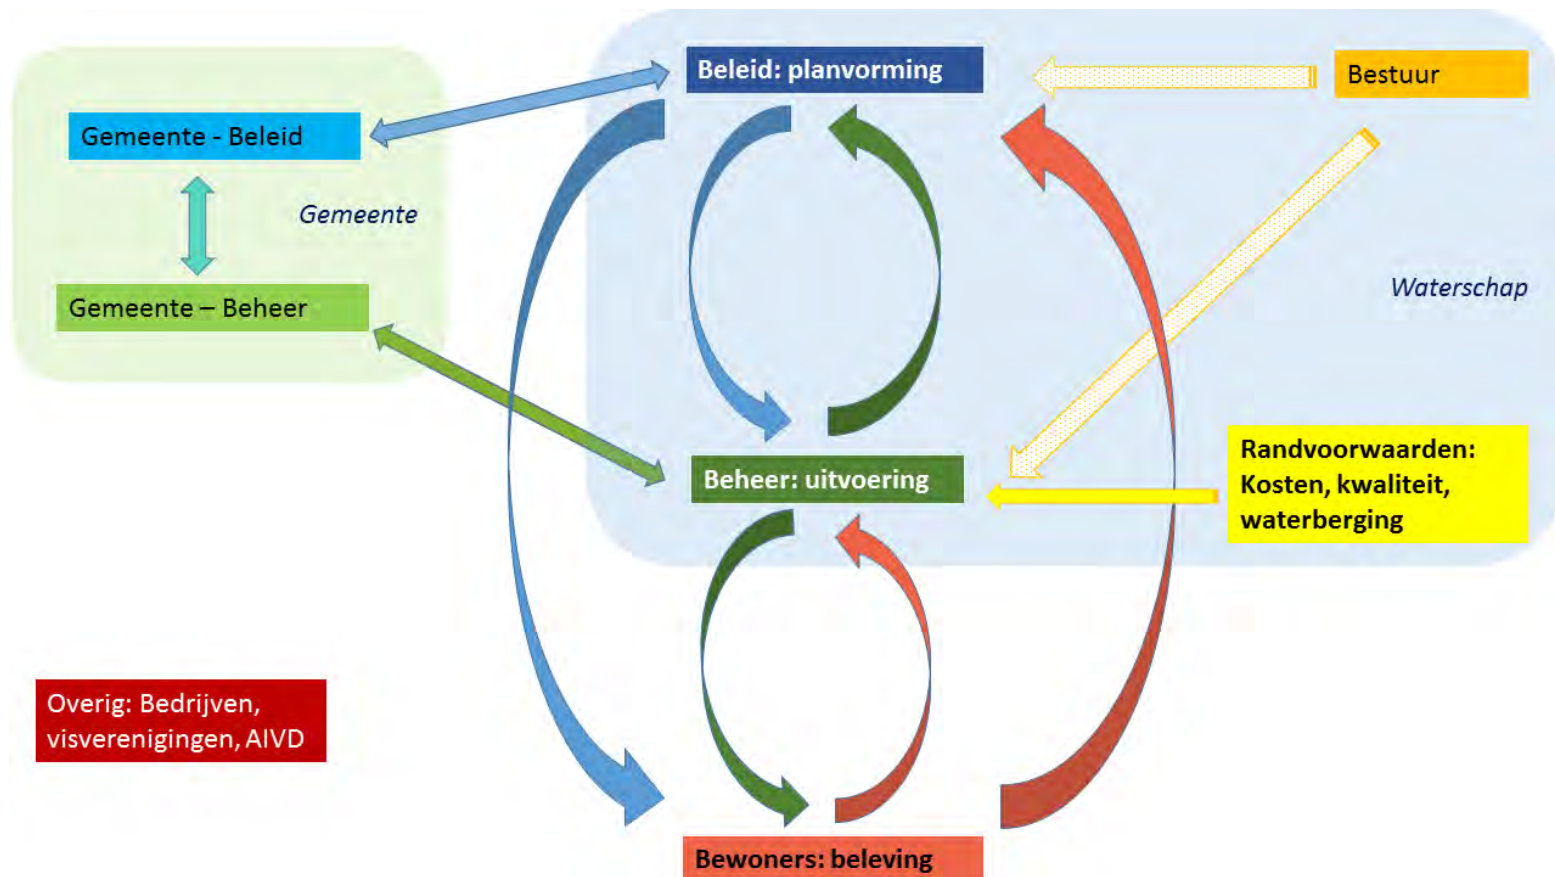 Beleid: planvorming
Bestuur
Gemeente - Beleid
Gemeente
Gemeente – Beheer
Waterschap
Beheer: uitvoering
Randvoorwaarden:
Kosten, kwaliteit,
waterberging
Overig: Bedrijven,
visverenigingen, AIVD
Bewoners: beleving